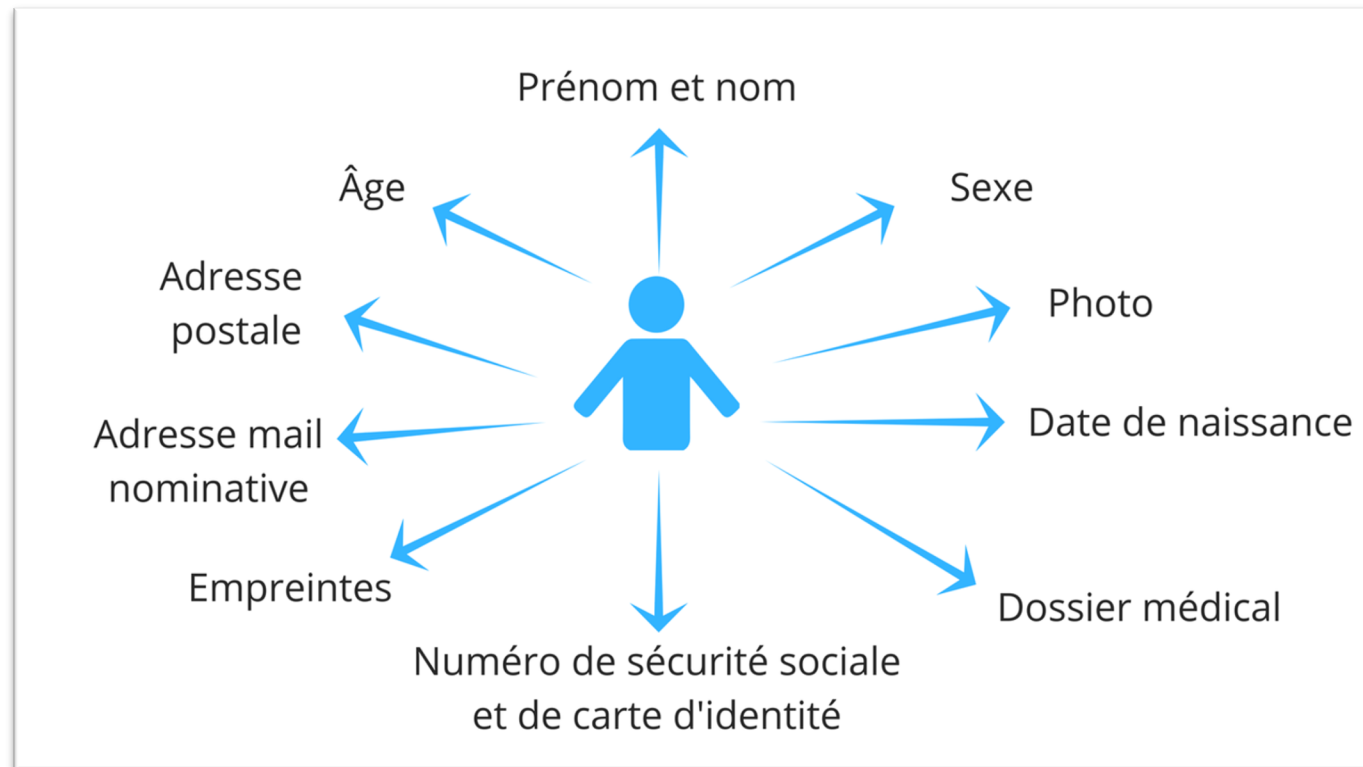 Prénom et nom
Âge
Sexe
Adresse
postale
Photo
Adresse mail
nominative
Date de naissance
Empreintes
Dossier médical
Numéro de sécurité sociale
et de carte d'identité